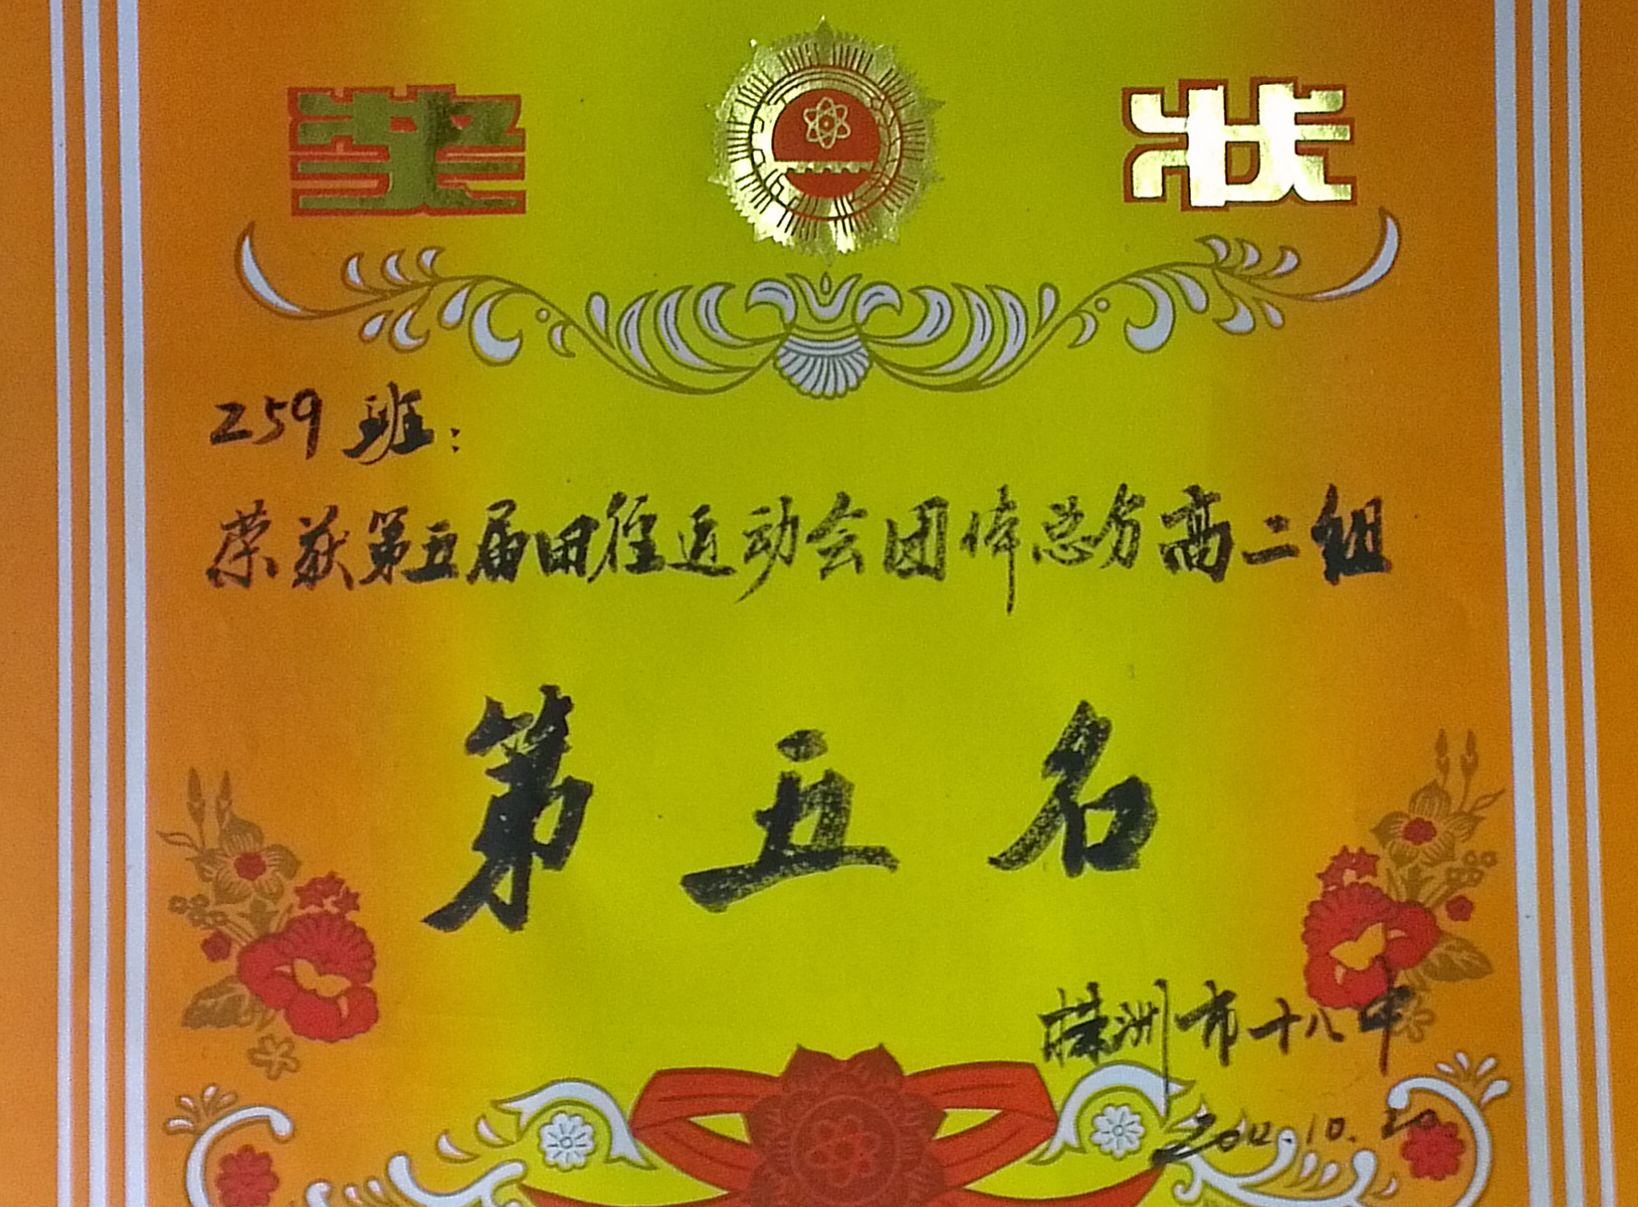 奖 状
259班：
荣获第五届田径运动会团体总分高二组
第五名
株洲市十八中
2012.10.20